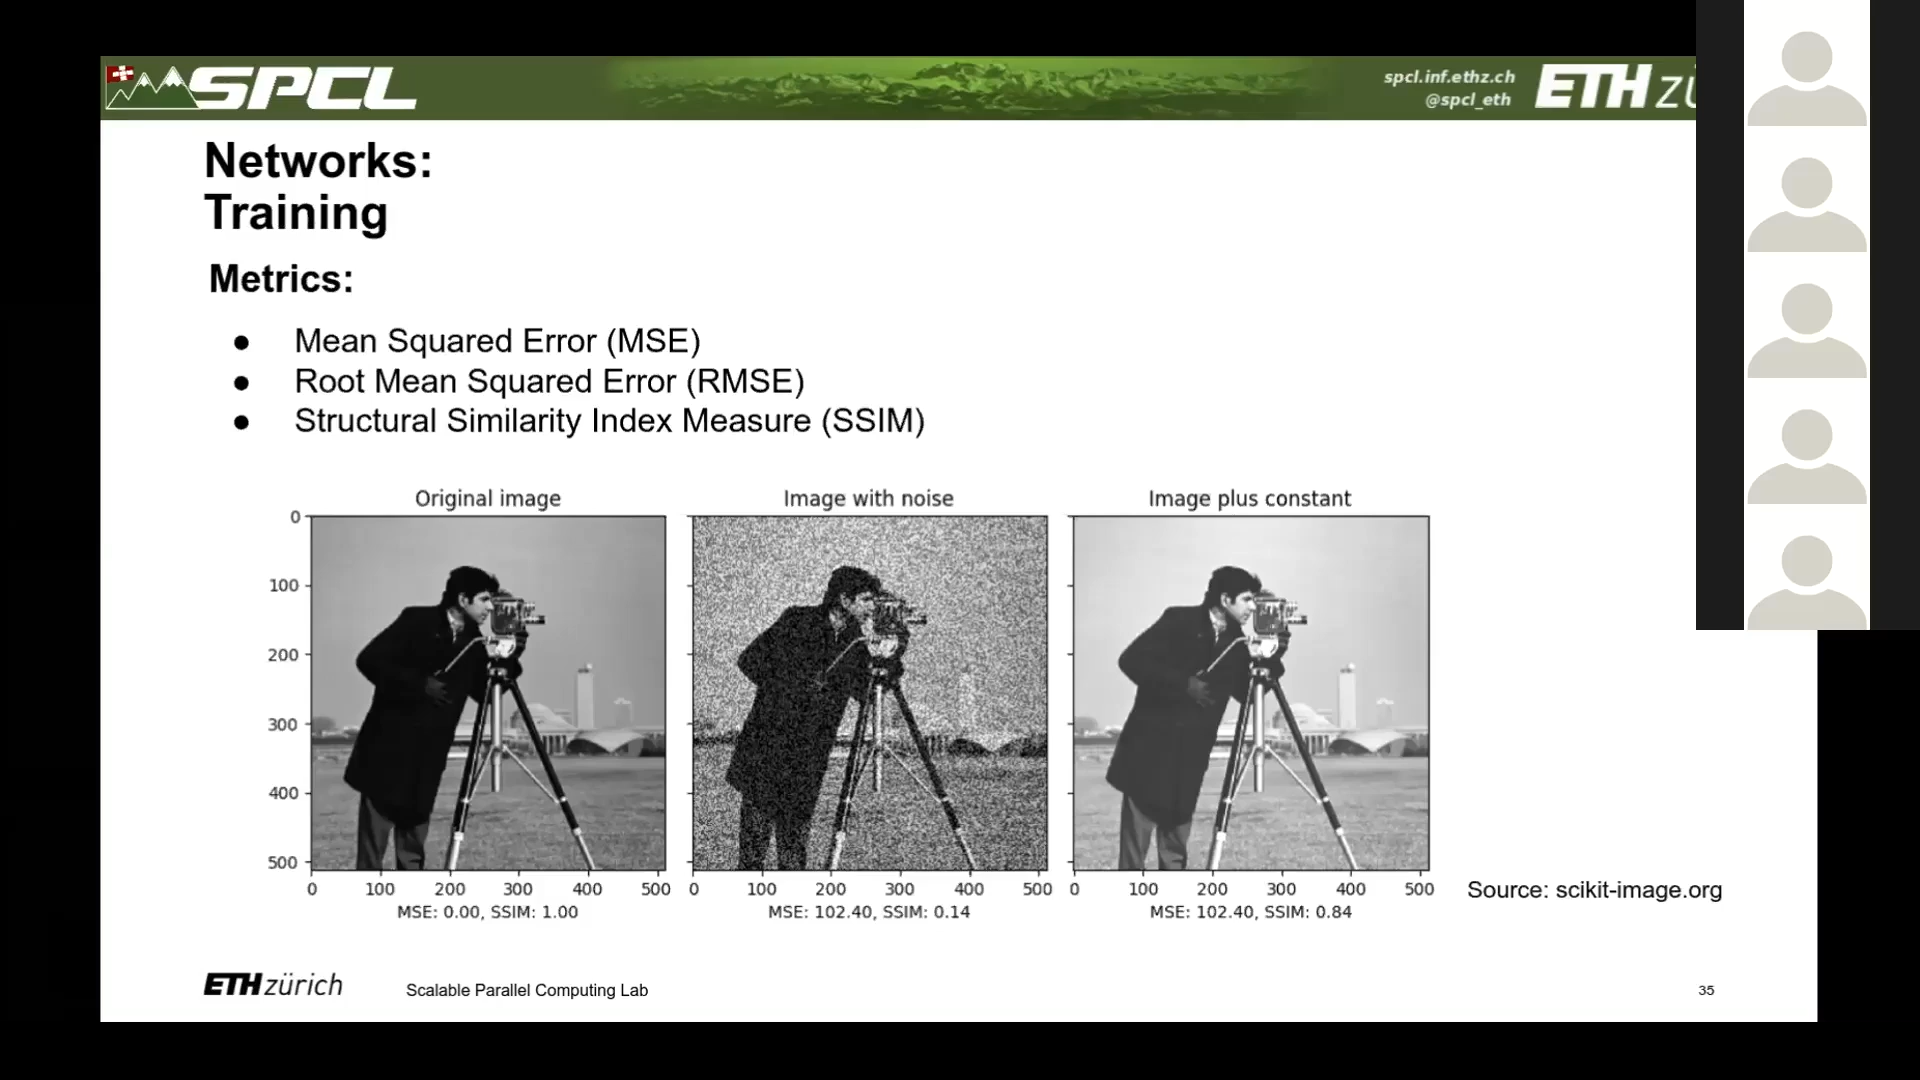 SPCL
spcl.inf.ethz.ch
@spcl_eth
ETH
Networks:
Training
Metrics:
● Mean Squared Error (MSE)
● Root Mean Squared Error (RMSE)
● Structural Similarity Index Measure (SSIM)
Original image
Image with noise
Image plus constant
0
100
200
300
400
500
0 100 200 300 400 500
0 100 200 300 400 500
0 100 200 300 400 500
MSE: 0.00, SSIM: 1.00
MSE: 102.40, SSIM: 0.14
MSE: 102.40, SSIM: 0.84
Source: scikit-image.org
ETH zürich
Scalable Parallel Computing Lab
35